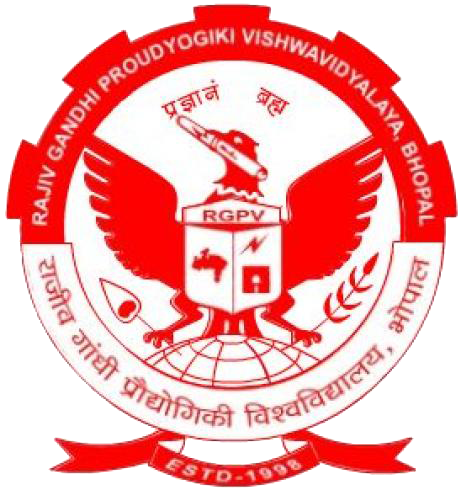 RAJIV GANDHI PROUDYOGIKI VISHWAVIDYALAYA, BHOPAL
प्रज्ञानं ब्रह्म
RGPV
राजीव गांधी प्रौद्योगिकी विश्वविद्यालय, भोपाल
ESTD-1998